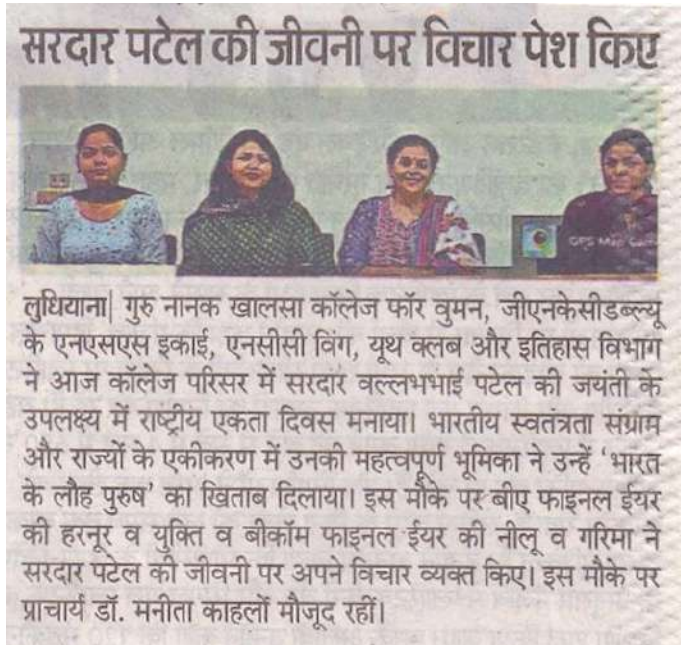 सरदार पटेल की जीवनी पर विचार पेश किए
लुधियाना| गुरु नानक खालसा कॉलेज फॉर वुमन, जीएनकेसीडब्ल्यू
के एनएसएस इकाई, एनसीसी विंग, यूथ क्लब और इतिहास विभाग
ने आज कॉलेज परिसर में सरदार वल्लभभाई पटेल की जयंती के
उपलक्ष्य में राष्ट्रीय एकता दिवस मनाया। भारतीय स्वतंत्रता संग्राम
और राज्यों के एकीकरण में उनकी महत्वपूर्ण भूमिका ने उन्हें 'भारत
के लौह पुरुष' का खिताब दिलाया। इस मौके पर बीए फाइनल ईयर
की हरनूर व युक्ति व बीकॉम फाइनल ईयर की नीलू व गरिमा ने
सरदार पटेल की जीवनी पर अपने विचार व्यक्त किए। इस मौके पर
प्राचार्य डॉ. मनीता काहलों मौजूद रहीं।